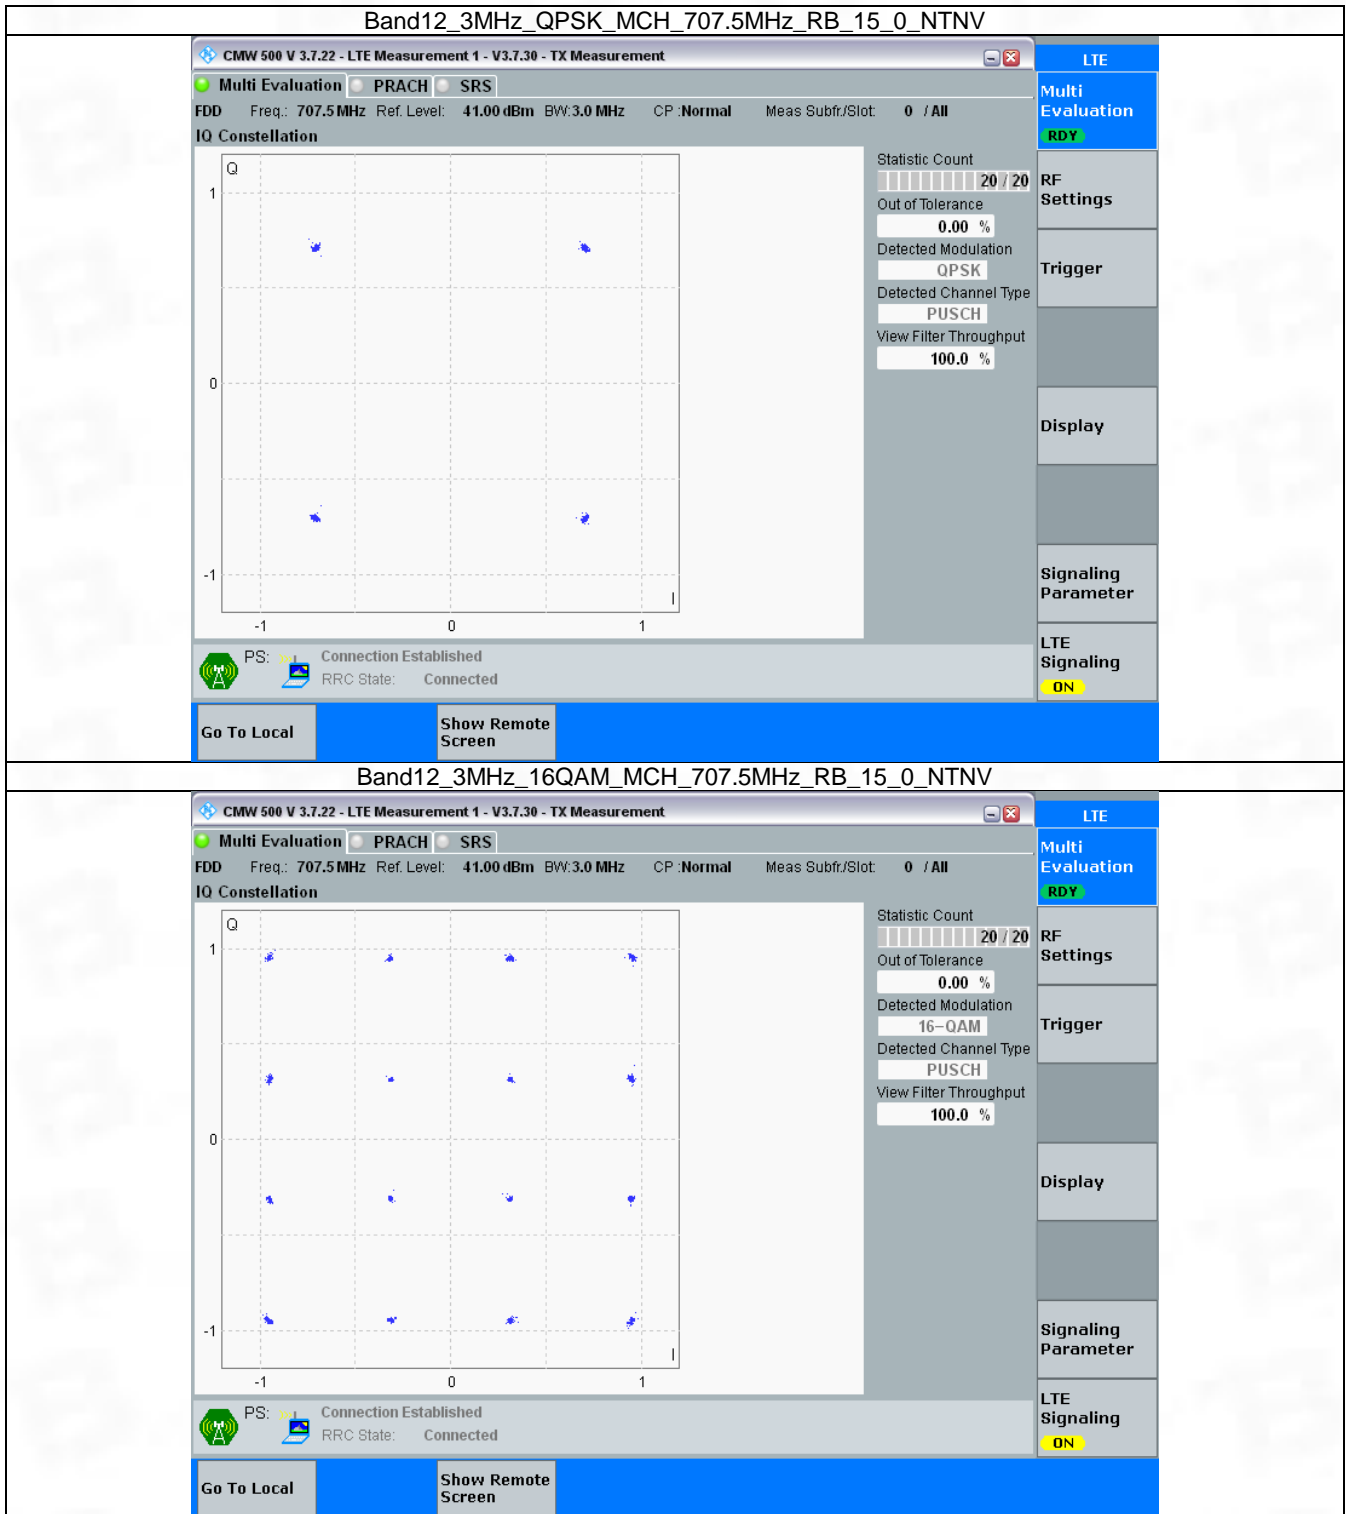 Band12_3MHz_QPSK_MCH_707.5MHz_RB_15_0_NTNV
CMW 500 V 3.7.22 - LTE Measurement 1 - V3.7.30 - TX Measurement
LTE
Multi Evaluation PRACH SRS
Multi
Evaluation
RDY
FDD Freq.: 707.5 MHz Ref. Level: 41.00 dBm BW: 3.0 MHz CP : Normal Meas Subfr./Slot: 0 / All
IQ Constellation
Q
1
0
-1
I
-1 0 1
Statistic Count
20 / 20
Out of Tolerance
0.00 %
Detected Modulation
QPSK
Detected Channel Type
PUSCH
View Filter Throughput
100.0 %
RF
Settings
Trigger
Display
Signaling
Parameter
LTE
Signaling
ON
PS: Connection Established
RRC State: Connected
Go To Local
Show Remote
Screen
Band12_3MHz_16QAM_MCH_707.5MHz_RB_15_0_NTNV
CMW 500 V 3.7.22 - LTE Measurement 1 - V3.7.30 - TX Measurement
LTE
Multi Evaluation PRACH SRS
Multi
Evaluation
RDY
FDD Freq.: 707.5 MHz Ref. Level: 41.00 dBm BW: 3.0 MHz CP : Normal Meas Subfr./Slot: 0 / All
IQ Constellation
Q
1
0
-1
I
-1 0 1
Statistic Count
20 / 20
Out of Tolerance
0.00 %
Detected Modulation
16-QAM
Detected Channel Type
PUSCH
View Filter Throughput
100.0 %
RF
Settings
Trigger
Display
Signaling
Parameter
LTE
Signaling
ON
PS: Connection Established
RRC State: Connected
Go To Local
Show Remote
Screen